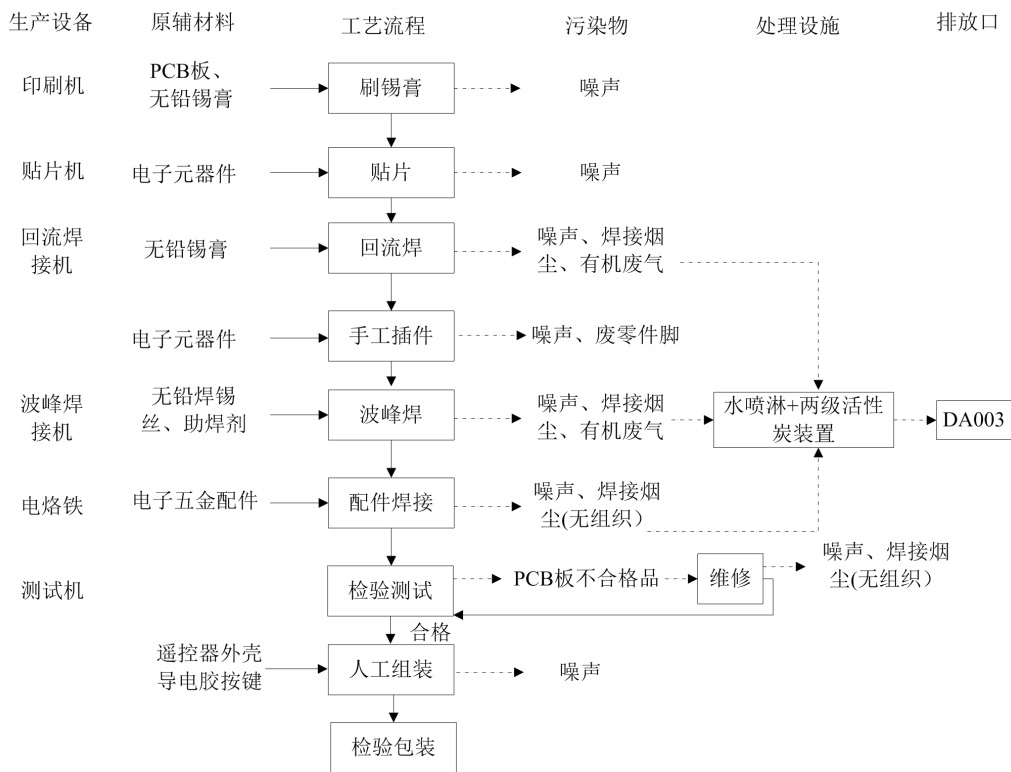 生产设备
原辅材料
工艺流程
污染物
处理设施
排放口
印刷机
PCB板、
无铅锡膏
刷锡膏
噪声
贴片机
电子元器件
贴片
噪声
回流焊
接机
无铅锡膏
回流焊
噪声、焊接烟
尘、有机废气
电子元器件
手工插件
噪声、废零件脚
波峰焊
接机
无铅焊锡
丝、助焊剂
波峰焊
噪声、焊接烟
尘、有机废气
水喷淋+两级活性
炭装置
DA003
电烙铁
电子五金配件
配件焊接
噪声、焊接烟
尘(无组织）
测试机
检验测试
PCB板不合格品
维修
噪声、焊接烟
尘(无组织）
合格
遥控器外壳
导电胶按键
人工组装
噪声
检验包装